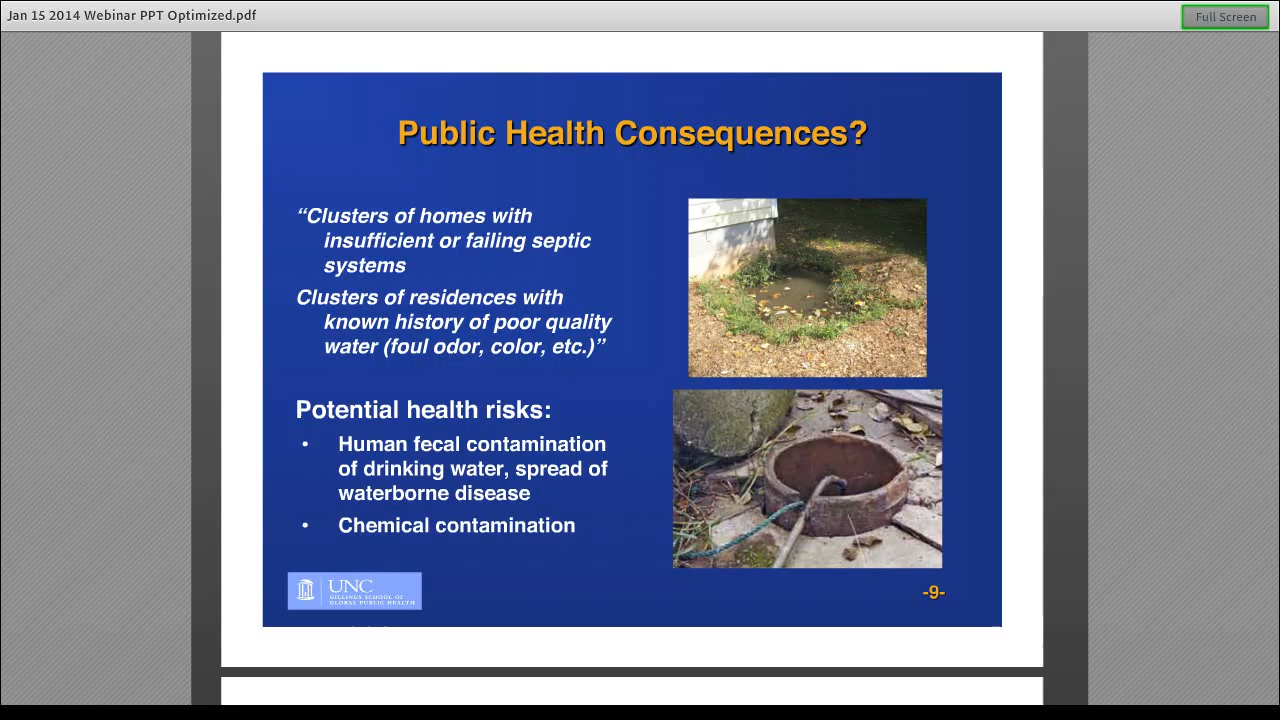 Jan 15 2014 Webinar PPT Optimized.pdf
Full Screen
Public Health Consequences?
“Clusters of homes with
insufficient or failing septic
systems
Clusters of residences with
known history of poor quality
water (foul odor, color, etc.)”
Potential health risks:
• Human fecal contamination
of drinking water, spread of
waterborne disease
• Chemical contamination
UNC
GILLINGS SCHOOL OF
GLOBAL PUBLIC HEALTH
-9-